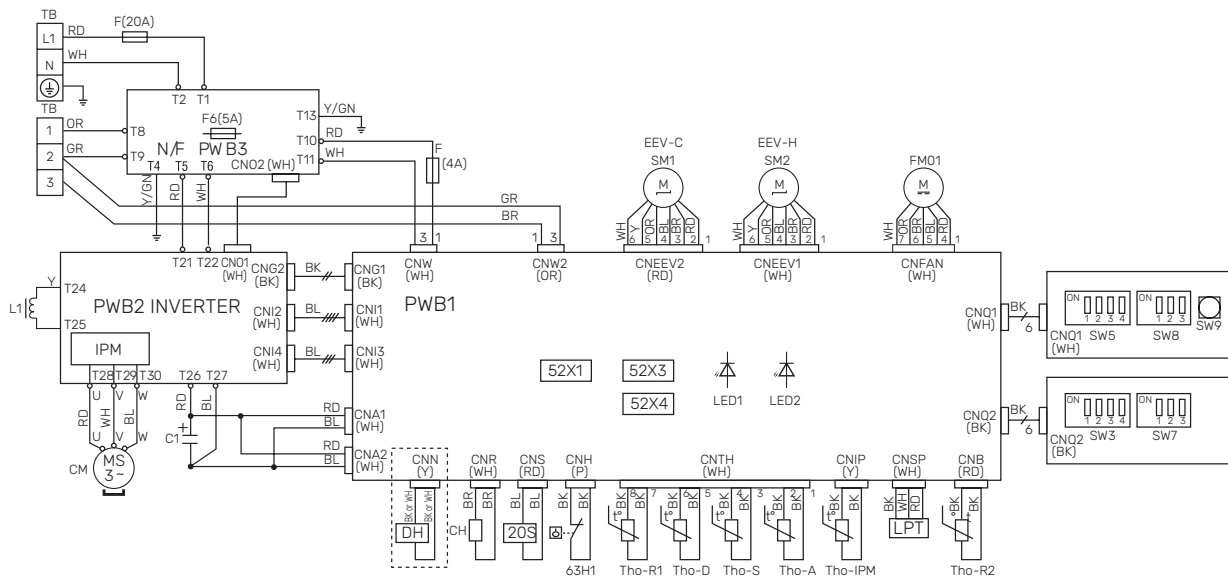 TB
L1 RD F(20A)
N WH
TB
1 OR
2 GR
3
T2 T1
T8 F6(5A) T13 Y/GN
T9 N/F PWB3 T10 RD F (4A)
T4 T5 T6 CNO2 (WH) T11 WH
Y/GN RD WH
GR
BR
EEV-C EEV-H
SM1 SM2 FM01
M M M
WH Y OR BL BR RD
6 5 4 3 2 1
WH Y OR BL BR RD
6 5 4 3 2 1
WH OR BR BL RD
7 6 5 4 1
3 1 1 3
T21 T22 CNO1 (WH)
CNW (WH) CNW2 (OR) CNEEV2 (RD) CNEEV1 (WH) CNFAN (WH)
L1 Y T24 T25
PWB2 INVERTER
CNG2 (BK) BK CNG1 (BK)
PWB1
CNI2 (WH) BL CNI1 (WH)
CNI4 (WH) BL CNI3 (WH)
IPM
T28 T29 T30 T26 T27
U V W
RD WH BL RD BL
U V W
CM MS 3~
C1 +
RD BL CNA1 (WH)
RD BL CNA2 (WH)
52X1 52X3
52X4
LED1 LED2
CNQ1 (WH) BK 6 CNQ1 (WH)
ON 1 2 3 4 SW5
ON 1 2 3 SW8
SW9
CNQ2 (BK) BK 6 CNQ2 (BK)
ON 1 2 3 4 SW3
ON 1 2 3 SW7
CNN (Y) CNR (WH) CNS (RD) CNH (P) CNTH (WH) CNIP (Y) CNSP (WH) CNB (RD)
BK or WH BK or WH BR BR BL BL BK BK
BK 8 BK 7 BK 6 BK 5 BK 4 BK 3 BK 2 BK 1
BK BK BK WH RD BK BK
DH CH 20S LPT
t° t° t° t° t° t°
63H1 Tho-R1 Tho-D Tho-S Tho-A Tho-IPM Tho-R2